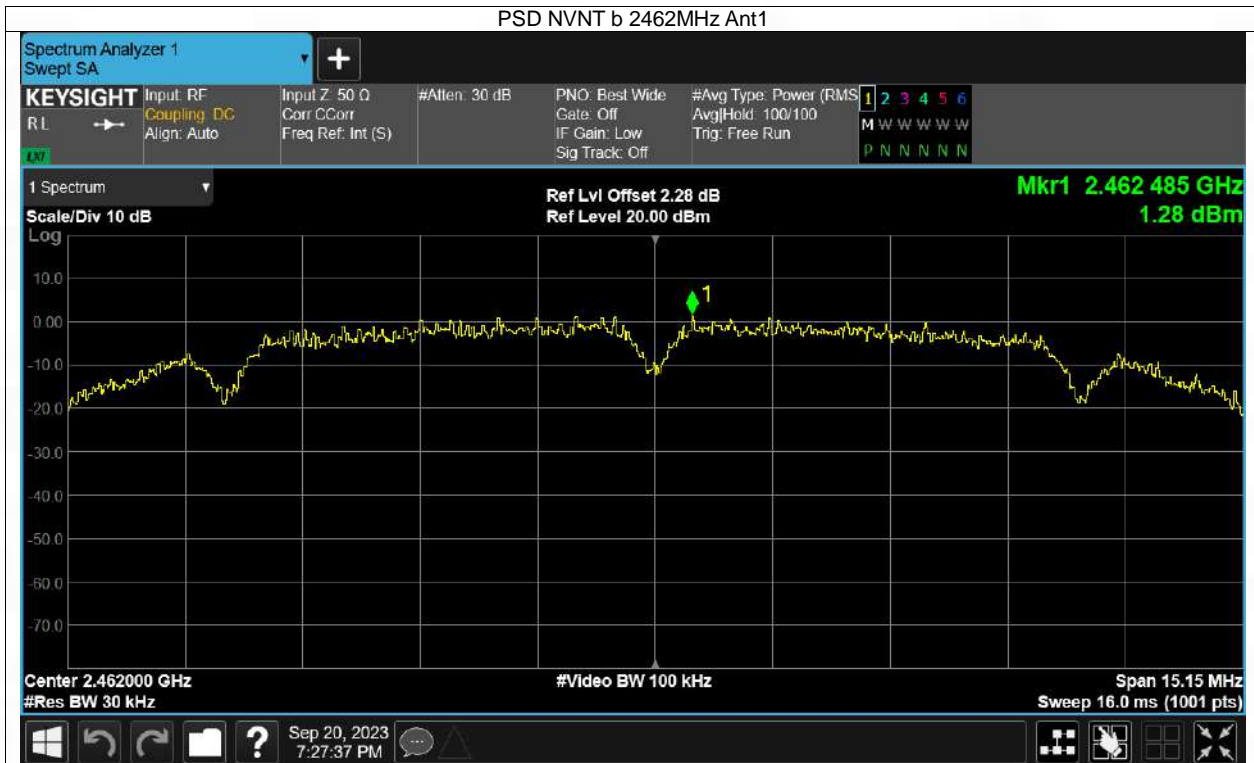 PSD NVNT b 2462MHz Ant1
Spectrum Analyzer 1
Swept SA
KEYSIGHT
RL
LXI
Input: RF
Coupling: DC
Align: Auto
Input Z: 50 Ω
Corr CCorr
Freq Ref: Int (S)
#Atten: 30 dB
PNO: Best Wide
Gate: Off
IF Gain: Low
Sig Track: Off
#Avg Type: Power (RMS
Avg|Hold: 100/100
Trig: Free Run
1 2 3 4 5 6
M W W W W W
P N N N N N
1 Spectrum
Scale/Div 10 dB
Log
Ref Lvl Offset 2.28 dB
Ref Level 20.00 dBm
Mkr1 2.462 485 GHz
1.28 dBm
1
10.0
0.00
-10.0
-20.0
-30.0
-40.0
-50.0
-60.0
-70.0
Center 2.462000 GHz
#Res BW 30 kHz
#Video BW 100 kHz
Span 15.15 MHz
Sweep 16.0 ms (1001 pts)
?
Sep 20, 2023
7:27:37 PM